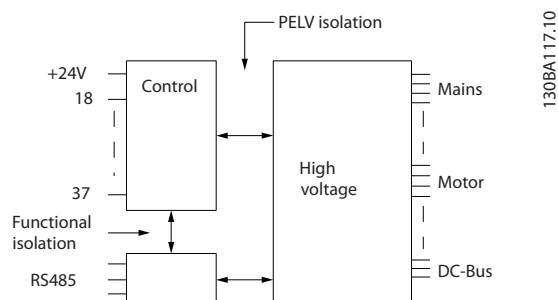 PELV isolation
130BA117.10
+24V
Control
Mains
18
High
voltage
Motor
37
Functional
isolation
DC-Bus
RS485